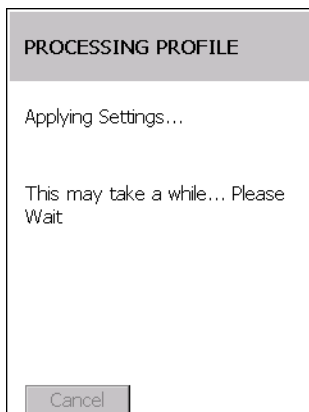 PROCESSING PROFILE
Applying Settings...
This may take a while... Please
Wait
Cancel